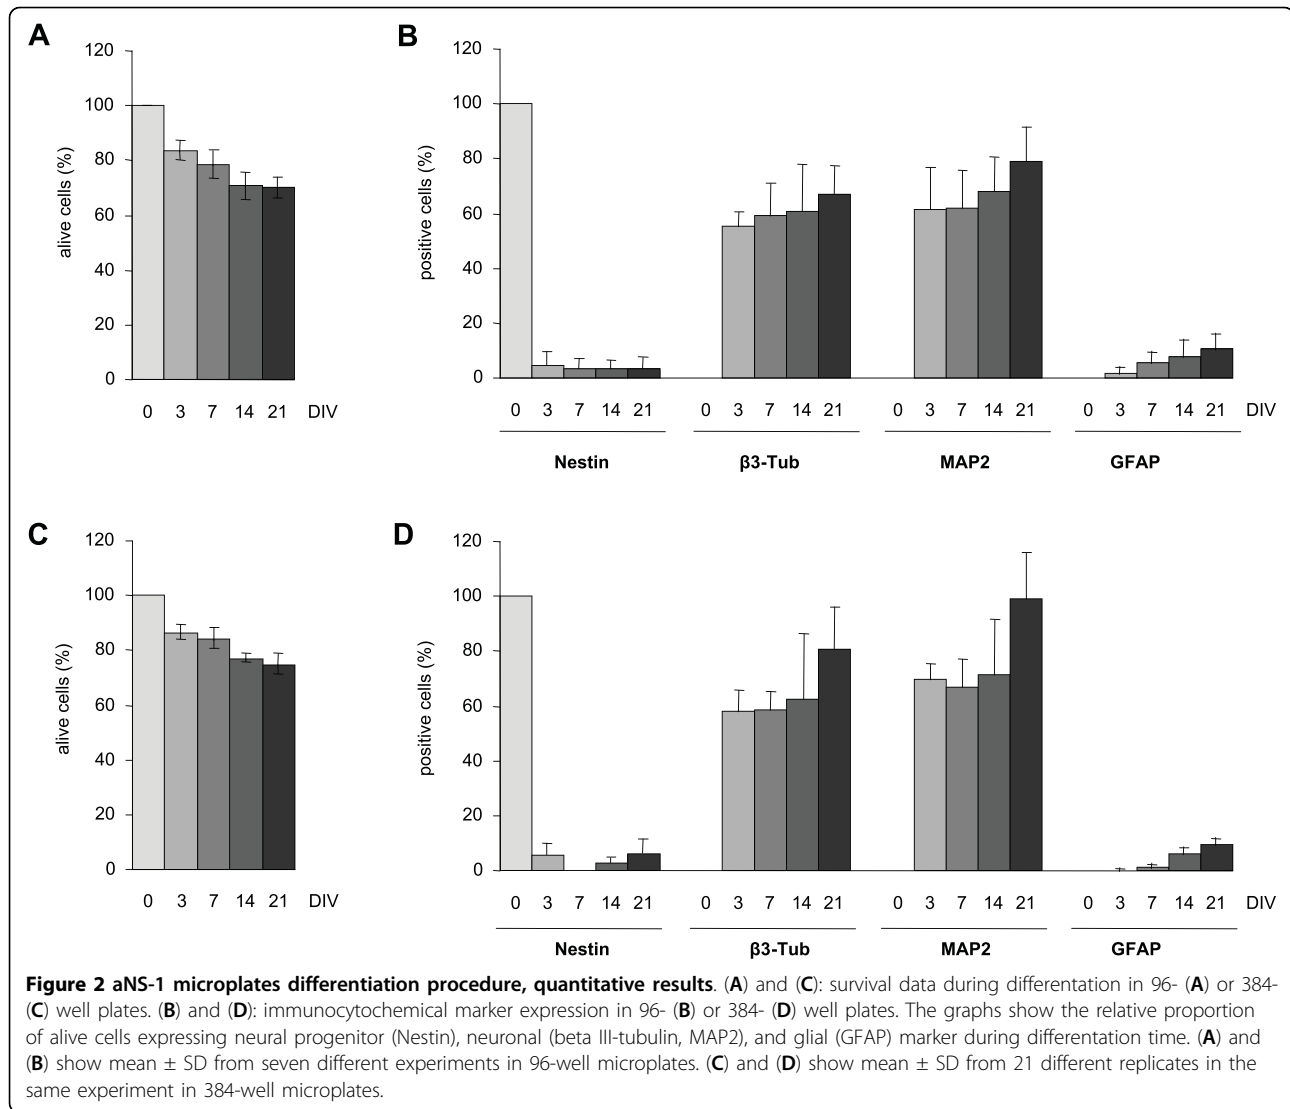 A
120
100
80
60
40
20
0
alive cells (%)
0 3 7 14 21 DIV
B
120
100
80
60
40
20
0
positive cells (%)
0 3 7 14 21 0 3 7 14 21 0 3 7 14 21 0 3 7 14 21 DIV
Nestin β3-Tub MAP2 GFAP
C
120
100
80
60
40
20
0
alive cells (%)
0 3 7 14 21 DIV
D
120
100
80
60
40
20
0
positive cells (%)
0 3 7 14 21 0 3 7 14 21 0 3 7 14 21 0 3 7 14 21 DIV
Nestin β3-Tub MAP2 GFAP
Figure 2 aNS-1 microplates differentiation procedure, quantitative results. (A) and (C): survival data during differentation in 96- (A) or 384-
(C) well plates. (B) and (D): immunocytochemical marker expression in 96- (B) or 384- (D) well plates. The graphs show the relative proportion
of alive cells expressing neural progenitor (Nestin), neuronal (beta III-tubulin, MAP2), and glial (GFAP) marker during differentation time. (A) and
(B) show mean ± SD from seven different experiments in 96-well microplates. (C) and (D) show mean ± SD from 21 different replicates in the
same experiment in 384-well microplates.